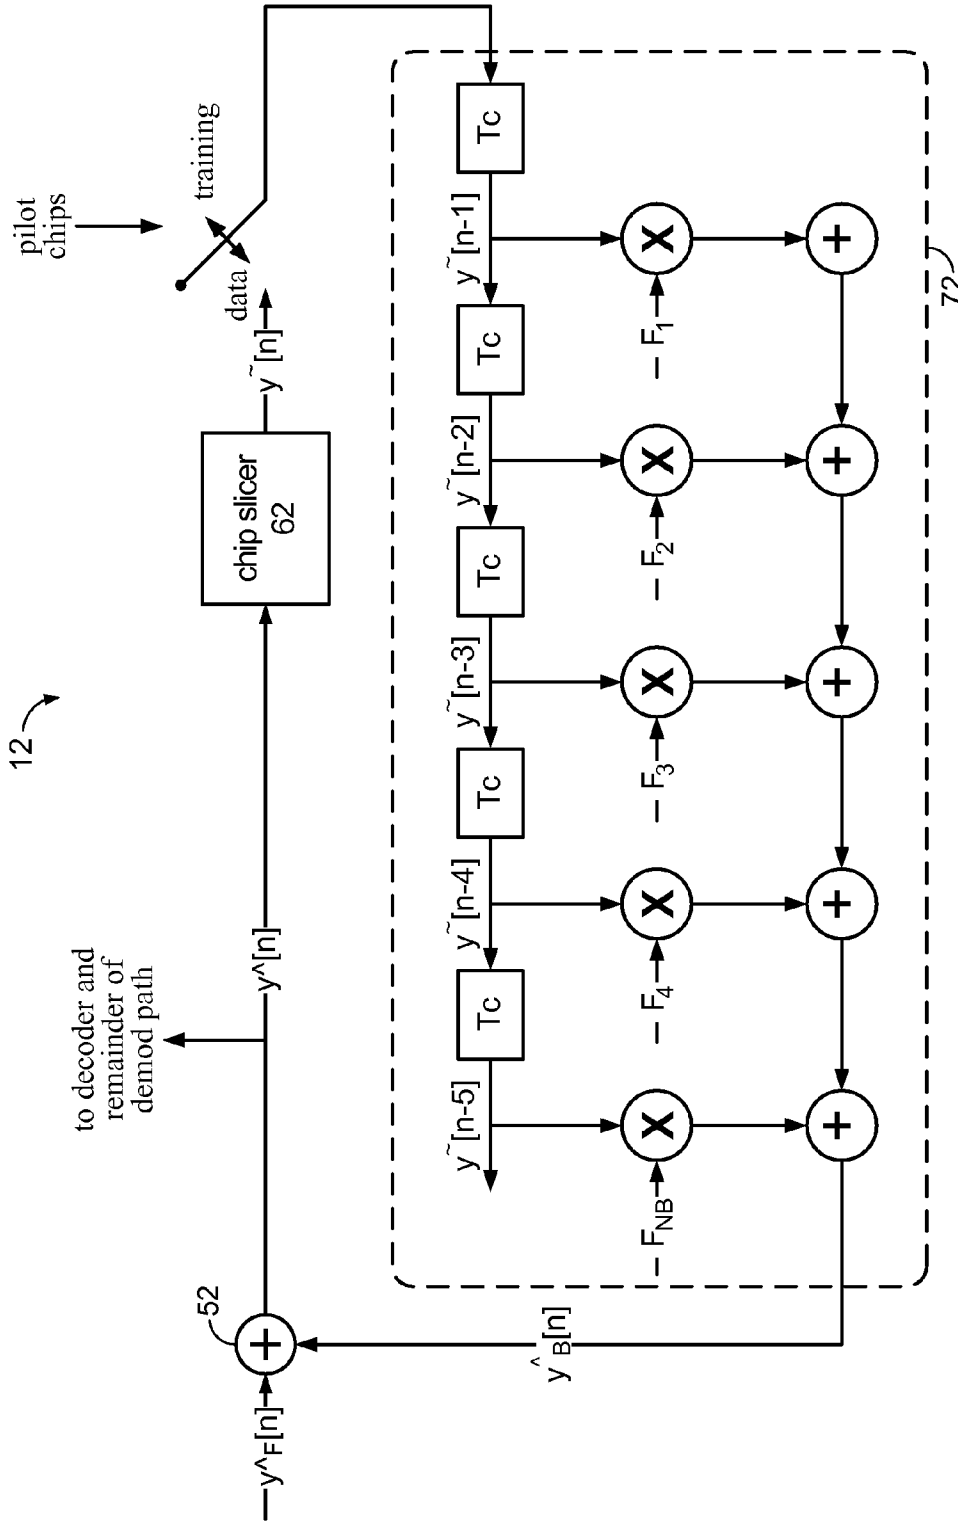 12
pilot
chips
training
data
to decoder and
remainder of
demod path
y^F[n]
52
y^[n]
chip slicer
62
y~[n]
Tc
y~[n-1]
Tc
y~[n-2]
Tc
y~[n-3]
Tc
y~[n-4]
Tc
y~[n-5]
X
X
X
X
X
F1
F2
F3
F4
FNB
+
+
+
+
+
+
y^B[n]
72